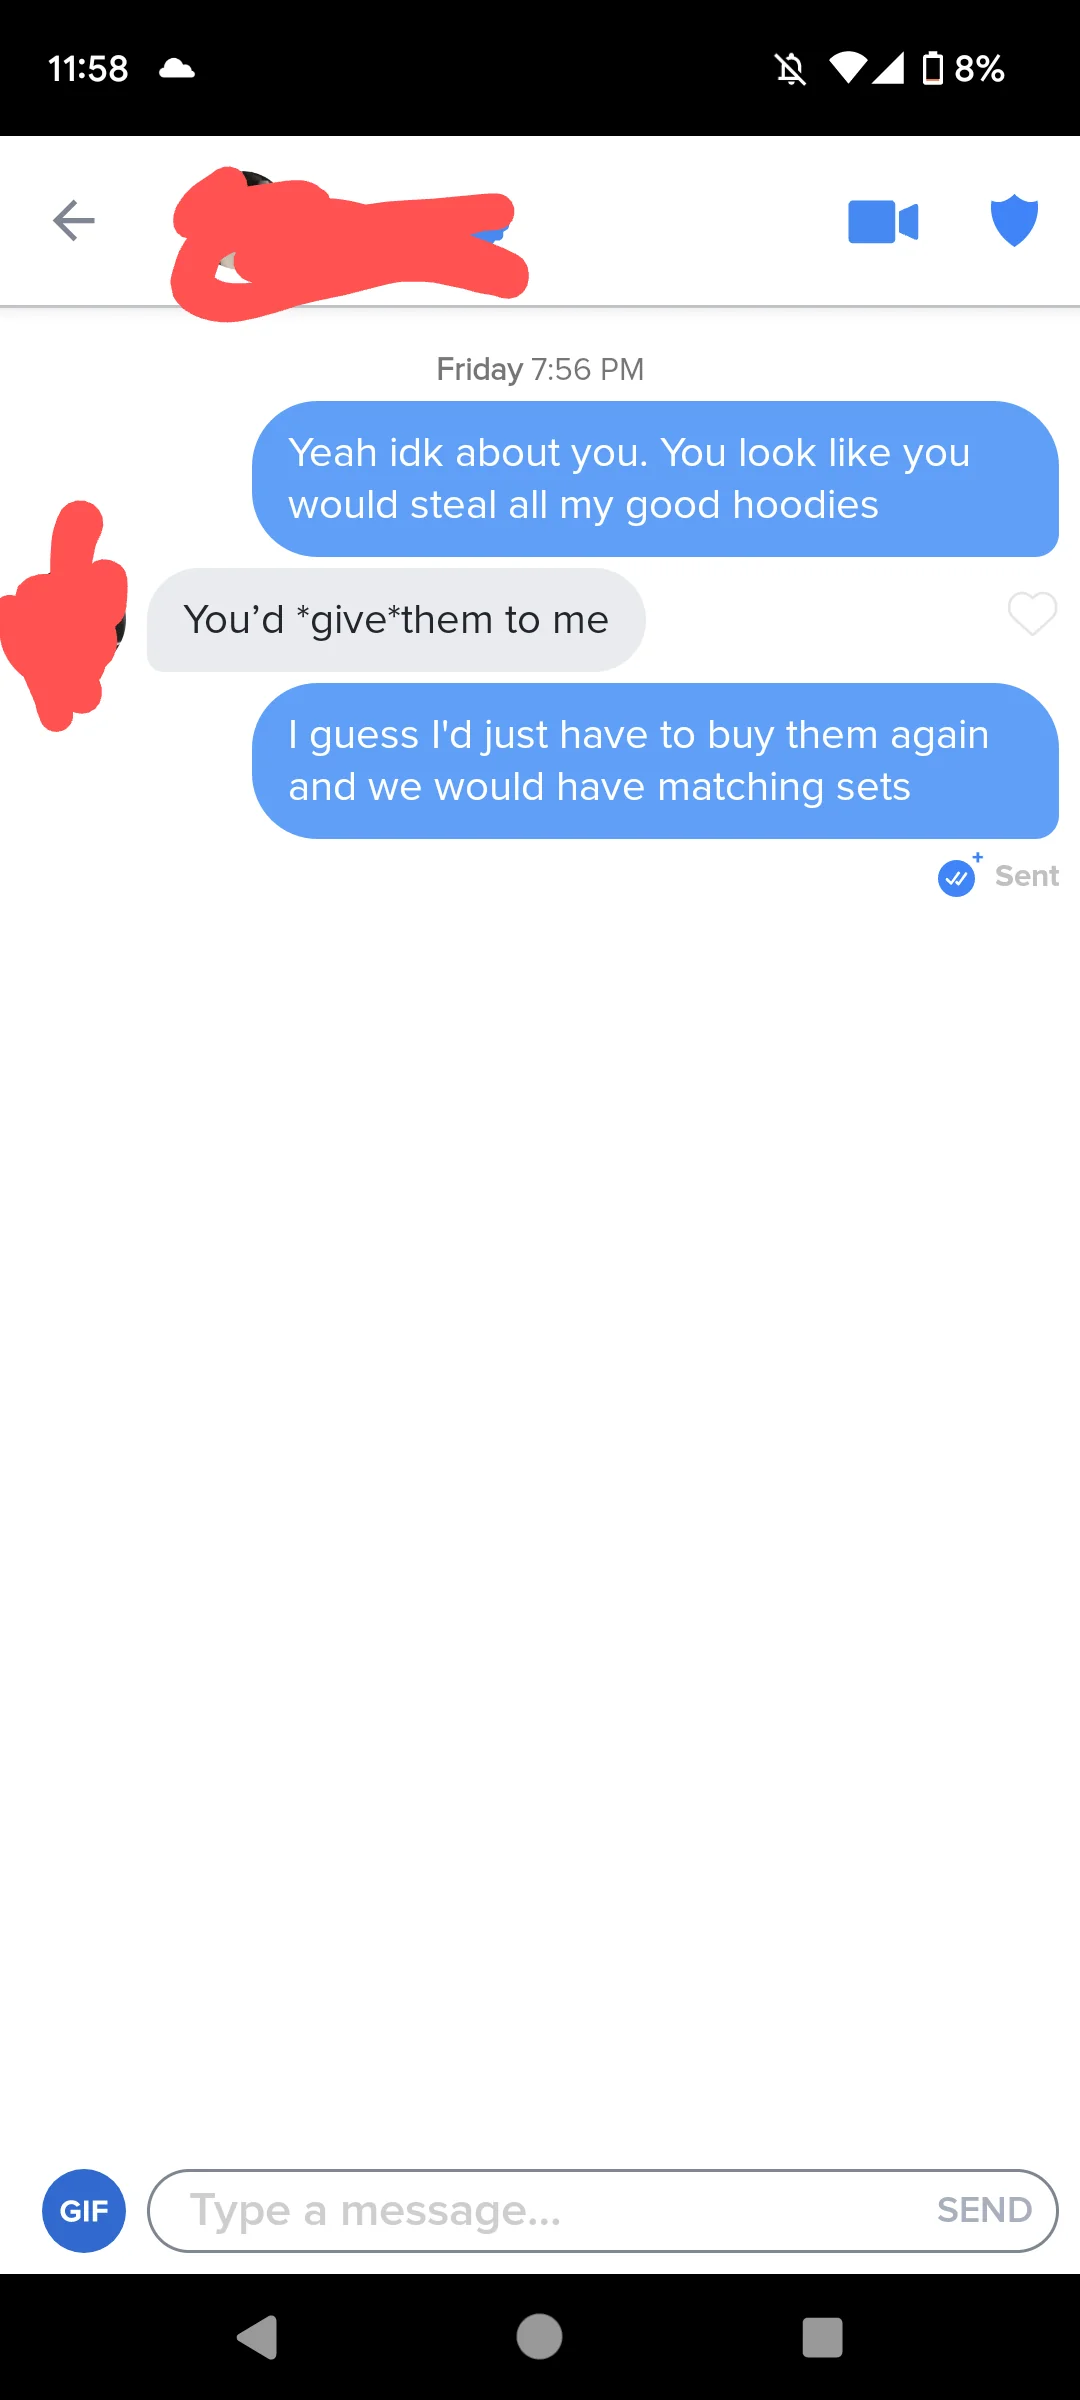 11:58
8%
Friday 7:56 PM
Yeah idk about you. You look like you
would steal all my good hoodies
You’d *give*them to me
I guess I'd just have to buy them again
and we would have matching sets
Sent
GIF
Type a message...
SEND